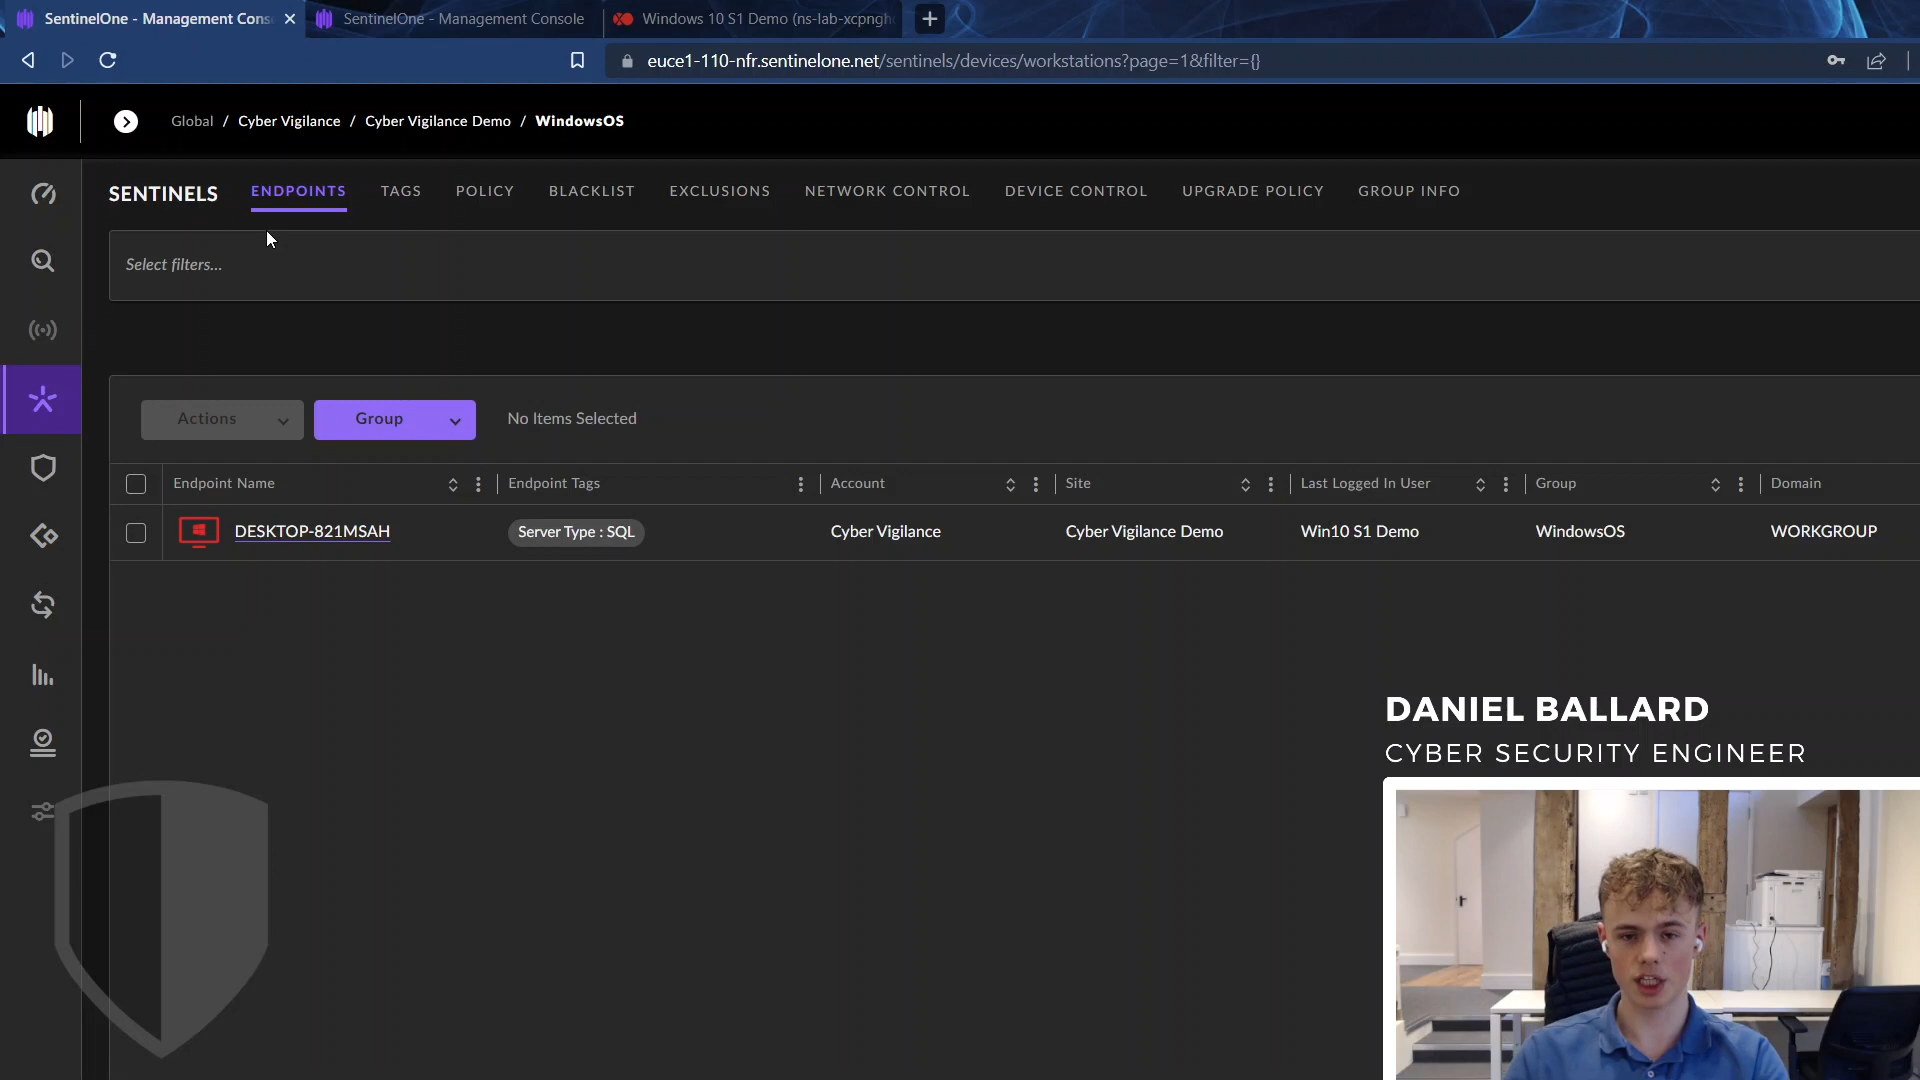 SentinelOne - Management Cons
SentinelOne - Management Console
Windows 10 S1 Demo (ns-lab-xcpngh
euce1-110-nfr.sentinelone.net/sentinels/devices/workstations?page=1&filter={}
Global / Cyber Vigilance / Cyber Vigilance Demo / WindowsOS
SENTINELS ENDPOINTS TAGS POLICY BLACKLIST EXCLUSIONS NETWORK CONTROL DEVICE CONTROL UPGRADE POLICY GROUP INFO
Select filters...
Actions Group No Items Selected
Endpoint Name Endpoint Tags Account Site Last Logged In User Group Domain
DESKTOP-821MSAH Server Type : SQL Cyber Vigilance Cyber Vigilance Demo Win10 S1 Demo WindowsOS WORKGROUP
DANIEL BALLARD
CYBER SECURITY ENGINEER